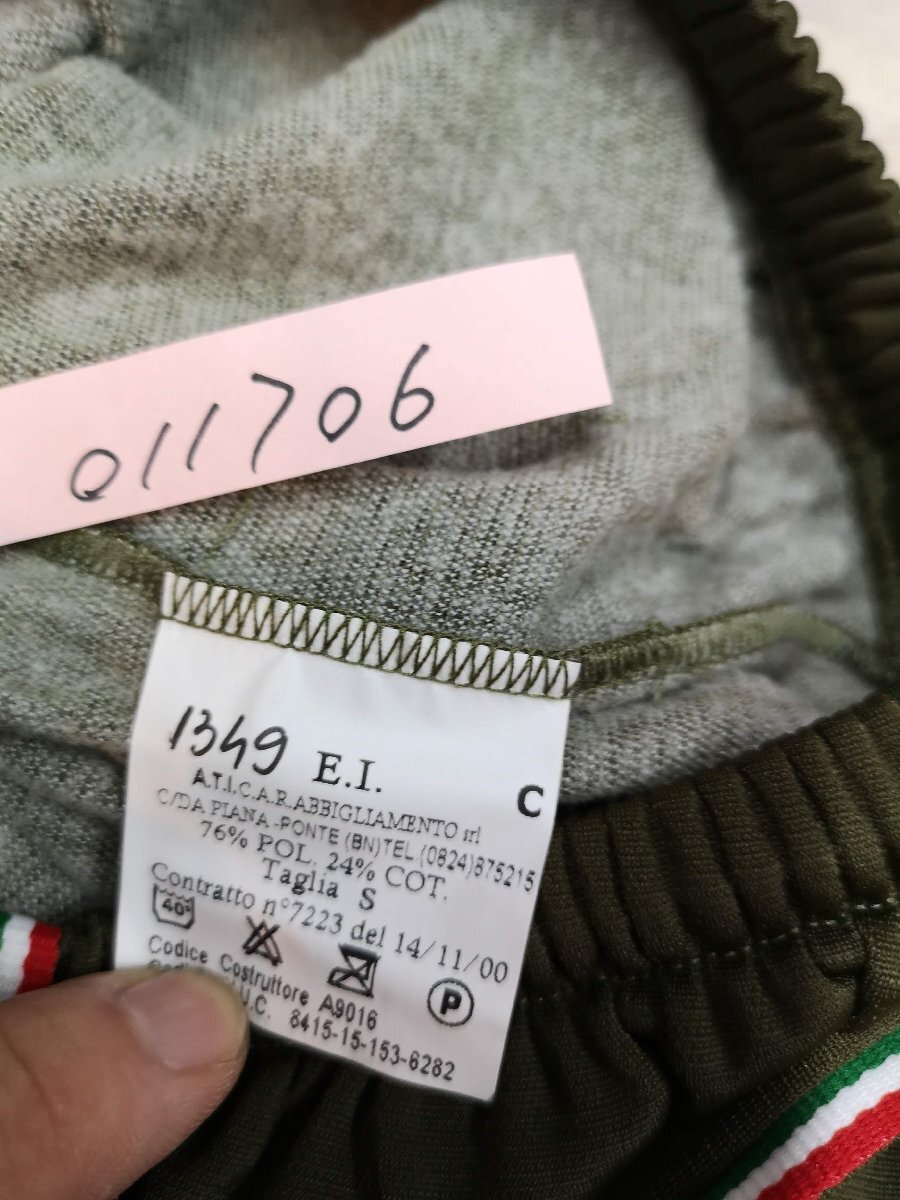 011706
1349 E.I.
C
A.T.I.C.A.R. ABBIGLIAMENTO srl
C/DA PIANA -PONTE (BN) TEL. (0824)875215
76% POL. 24% COT.
Taglia S
Contratto n°7223 del 14/11/00
40°
P
Codice Costruttore A9016
U.C. 8415-15-153-6282